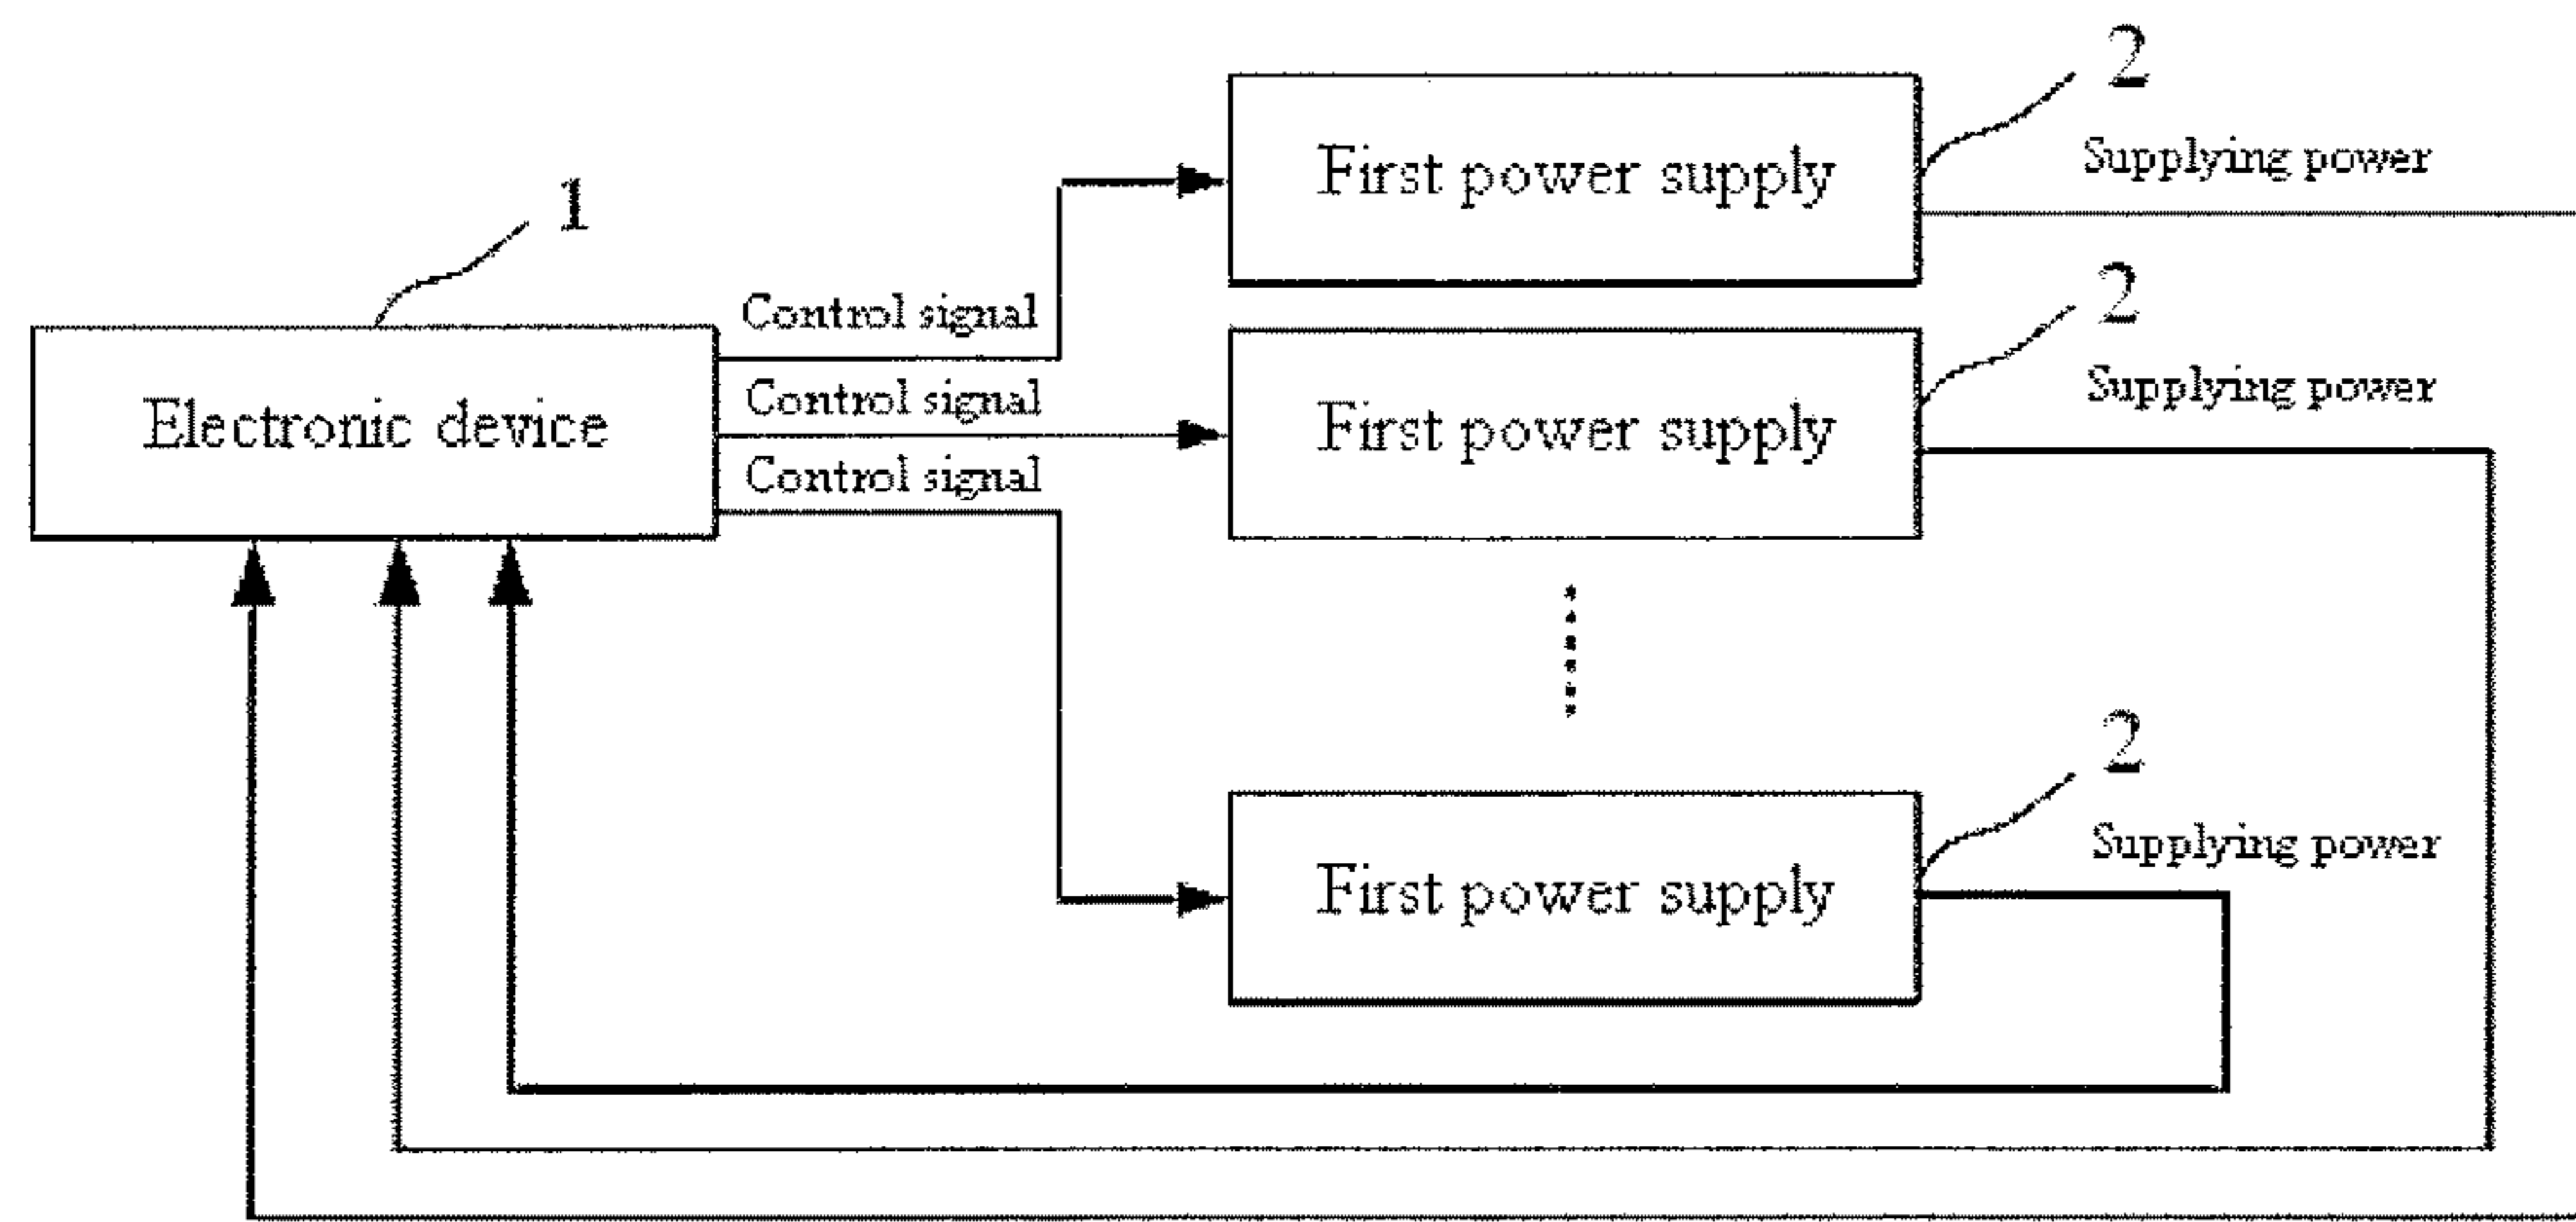 2
First power supply
Supplying power
1
Control signal
2
Electronic device
Control signal
First power supply
Supplying power
Control signal
2
First power supply
Supplying power